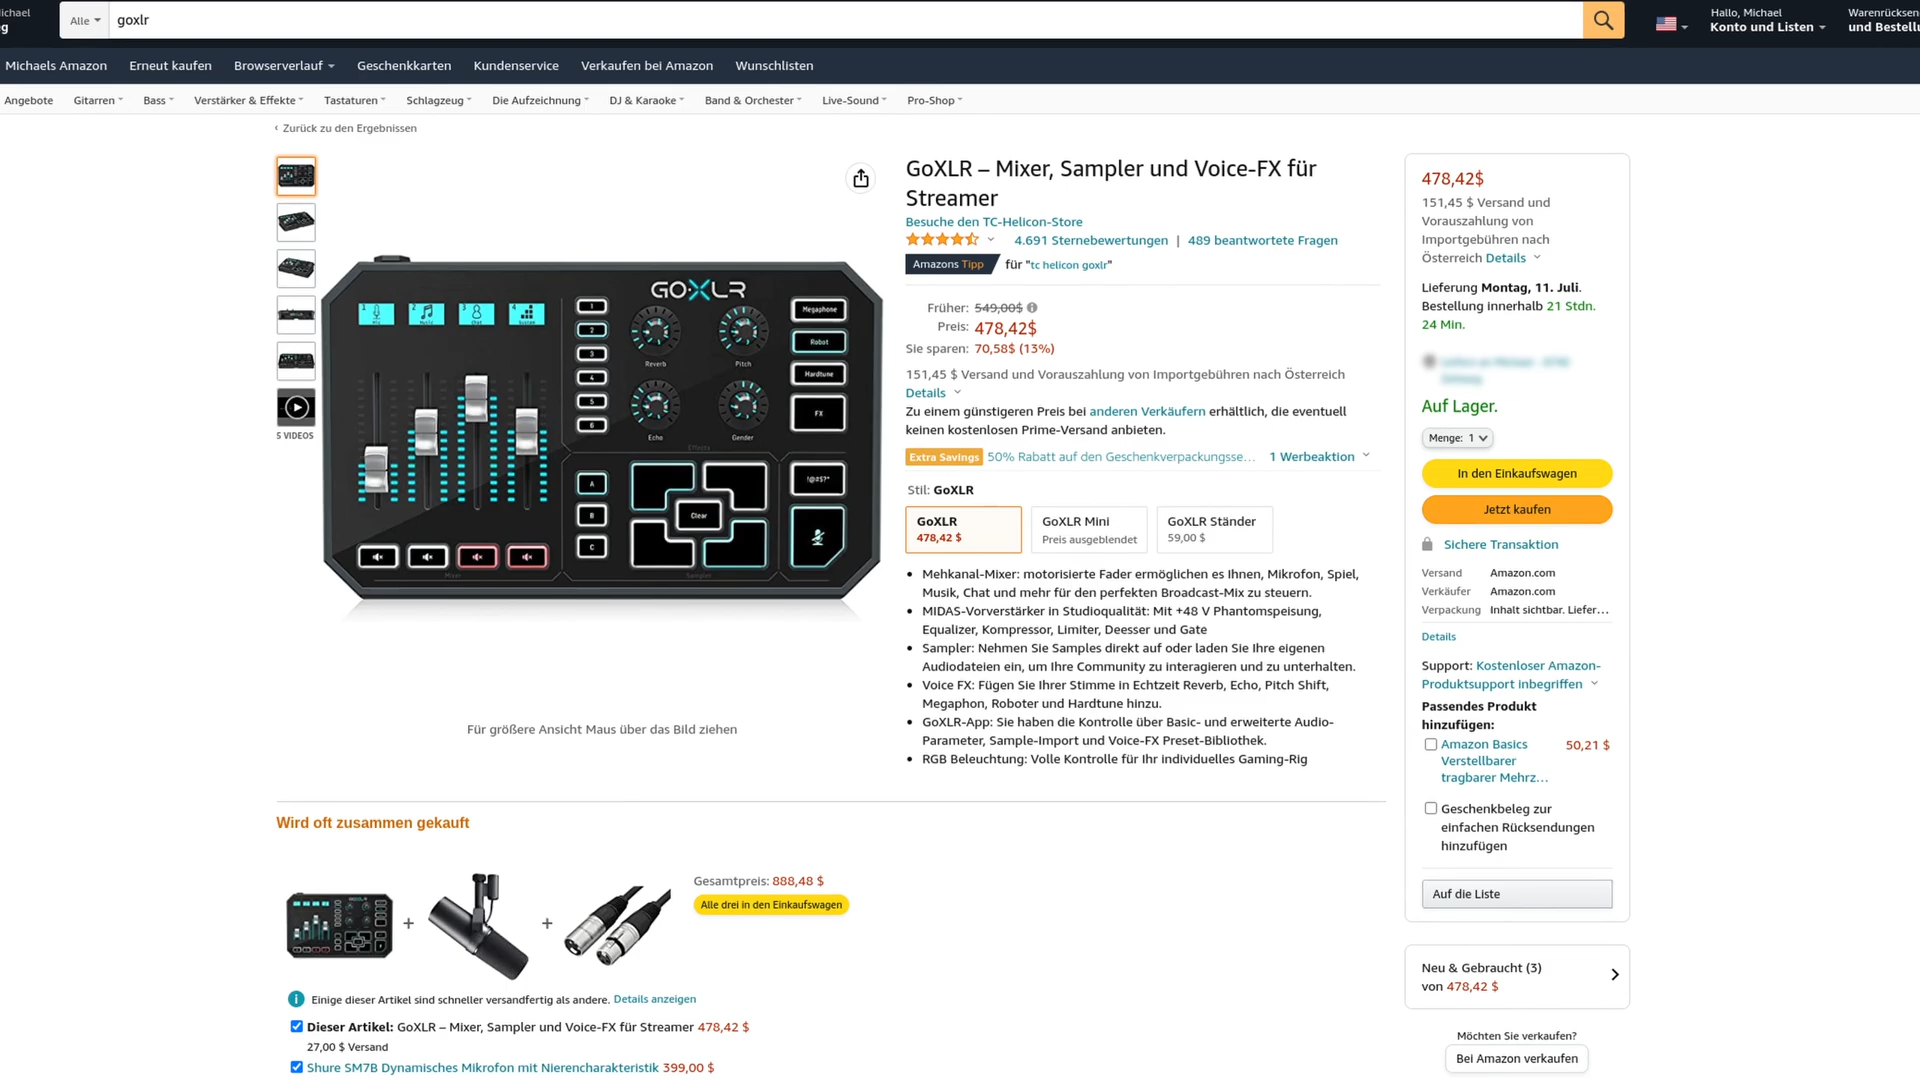 ichael
g
Alle
goxlr
Hallo, Michael
Konto und Listen
Warenrücksen
und Bestellu
Michaels Amazon
Erneut kaufen
Browserverlauf
Geschenkkarten
Kundenservice
Verkaufen bei Amazon
Wunschlisten
Angebote
Gitarren
Bass
Verstärker & Effekte
Tastaturen
Schlagzeug
Die Aufzeichnung
DJ & Karaoke
Band & Orchester
Live-Sound
Pro-Shop
‹ Zurück zu den Ergebnissen
5 VIDEOS
GOXLR
1
2
3
4
Mic
Music
Chat
System
1
2
3
4
5
6
Reverb
Pitch
Echo
Gender
Effects
Megaphone
Robot
Hardtune
FX
A
B
C
Clear
!@#$?*
Mixer
Sampler
Für größere Ansicht Maus über das Bild ziehen
GoXLR – Mixer, Sampler und Voice-FX für
Streamer
Besuche den TC-Helicon-Store
4.691 Sternebewertungen | 489 beantwortete Fragen
Amazons Tipp für "tc helicon goxlr"
Früher: 549,00$
Preis: 478,42$
Sie sparen: 70,58$ (13%)
151,45 $ Versand und Vorauszahlung von Importgebühren nach Österreich
Details
Zu einem günstigeren Preis bei anderen Verkäufern erhältlich, die eventuell
keinen kostenlosen Prime-Versand anbieten.
Extra Savings 50% Rabatt auf den Geschenkverpackungsse… 1 Werbeaktion
Stil: GoXLR
GoXLR
478,42 $
GoXLR Mini
Preis ausgeblendet
GoXLR Ständer
59,00 $
• Mehkanal-Mixer: motorisierte Fader ermöglichen es Ihnen, Mikrofon, Spiel,
Musik, Chat und mehr für den perfekten Broadcast-Mix zu steuern.
• MIDAS-Vorverstärker in Studioqualität: Mit +48 V Phantomspeisung,
Equalizer, Kompressor, Limiter, Deesser und Gate
• Sampler: Nehmen Sie Samples direkt auf oder laden Sie Ihre eigenen
Audiodateien ein, um Ihre Community zu interagieren und zu unterhalten.
• Voice FX: Fügen Sie Ihrer Stimme in Echtzeit Reverb, Echo, Pitch Shift,
Megaphon, Roboter und Hardtune hinzu.
• GoXLR-App: Sie haben die Kontrolle über Basic- und erweiterte Audio-
Parameter, Sample-Import und Voice-FX Preset-Bibliothek.
• RGB Beleuchtung: Volle Kontrolle für Ihr individuelles Gaming-Rig
478,42$
151,45 $ Versand und
Vorauszahlung von
Importgebühren nach
Österreich Details
Lieferung Montag, 11. Juli.
Bestellung innerhalb 21 Stdn.
24 Min.
Auf Lager.
Menge: 1
In den Einkaufswagen
Jetzt kaufen
Sichere Transaktion
Versand Amazon.com
Verkäufer Amazon.com
Verpackung Inhalt sichtbar. Liefer…
Details
Support: Kostenloser Amazon-
Produktsupport inbegriffen
Passendes Produkt
hinzufügen:
Amazon Basics 50,21 $
Verstellbarer
tragbarer Mehrz…
Geschenkbeleg zur
einfachen Rücksendungen
hinzufügen
Auf die Liste
Neu & Gebraucht (3)
von 478,42 $
Möchten Sie verkaufen?
Bei Amazon verkaufen
Wird oft zusammen gekauft
+
+
Gesamtpreis: 888,48 $
Alle drei in den Einkaufswagen
Einige dieser Artikel sind schneller versandfertig als andere. Details anzeigen
Dieser Artikel: GoXLR – Mixer, Sampler und Voice-FX für Streamer 478,42 $
27,00 $ Versand
Shure SM7B Dynamisches Mikrofon mit Nierencharakteristik 399,00 $